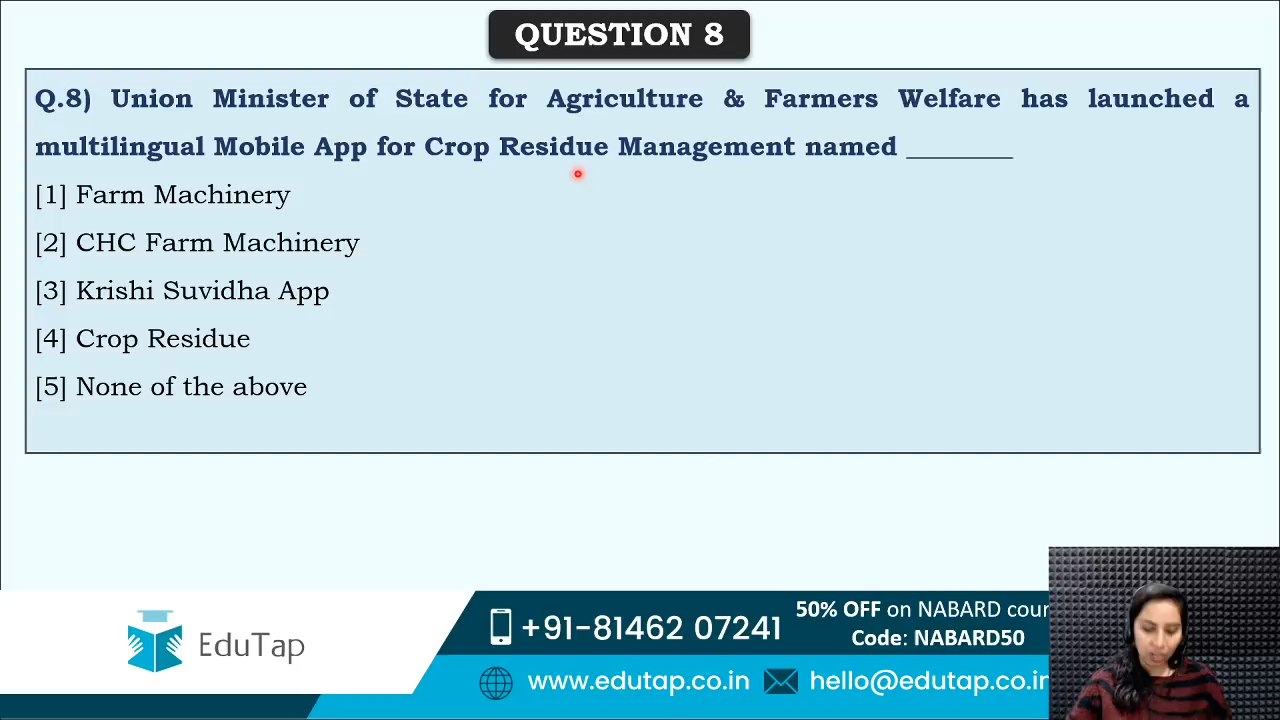 QUESTION 8
Q.8) Union Minister of State for Agriculture & Farmers Welfare has launched a
multilingual Mobile App for Crop Residue Management named ________
[1] Farm Machinery
[2] CHC Farm Machinery
[3] Krishi Suvidha App
[4] Crop Residue
[5] None of the above
EduTap
+91-81462 07241
50% OFF on NABARD cour
Code: NABARD50
www.edutap.co.in
hello@edutap.co.in